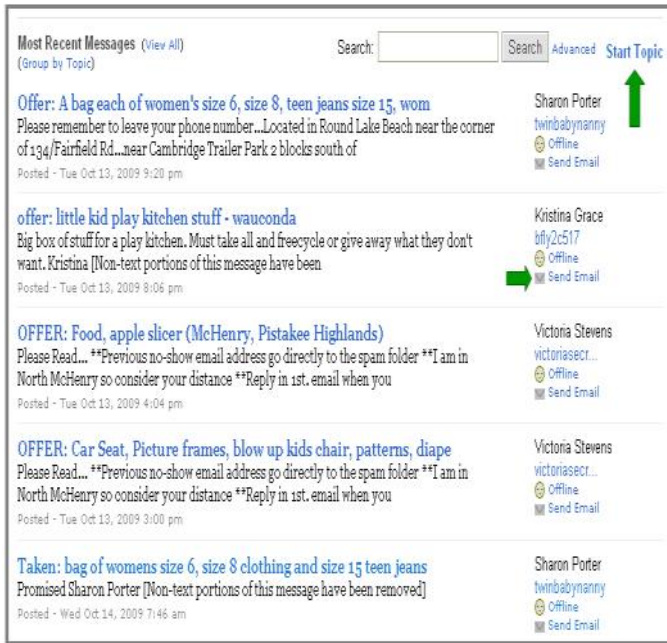 Most Recent Messages (View All)
(Group by Topic)
Search: Search Advanced Start Topic
Offer: A bag each of women's size 6, size 8, teen jeans size 15, wom
Please remember to leave your phone number...Located in Round Lake Beach near the corner
of 134/Fairfield Rd...near Cambridge Trailer Park 2 blocks south of
Posted - Tue Oct 13, 2009 9:20 pm
Sharon Porter
twinbabynanny
Offline
Send Email
offer: little kid play kitchen stuff - wauconda
Big box of stuff for a play kitchen. Must take all and freecycle or give away what they don't
want. Kristina [Non-text portions of this message have been
Posted - Tue Oct 13, 2009 8:06 pm
Kristina Grace
bfly2c517
Offline
Send Email
OFFER: Food, apple slicer (McHenry, Pistakee Highlands)
Please Read... **Previous no-show email address go directly to the spam folder **I am in
North McHenry so consider your distance **Reply in 1st. email when you
Posted - Tue Oct 13, 2009 4:04 pm
Victoria Stevens
victoriasecr...
Offline
Send Email
OFFER: Car Seat, Picture frames, blow up kids chair, patterns, diape
Please Read... **Previous no-show email address go directly to the spam folder **I am in
North McHenry so consider your distance **Reply in 1st. email when you
Posted - Tue Oct 13, 2009 3:00 pm
Victoria Stevens
victoriasecr...
Offline
Send Email
Taken: bag of womens size 6, size 8 clothing and size 15 teen jeans
Promised Sharon Porter [Non-text portions of this message have been removed]
Posted - Wed Oct 14, 2009 7:46 am
Sharon Porter
twinbabynanny
Offline
Send Email